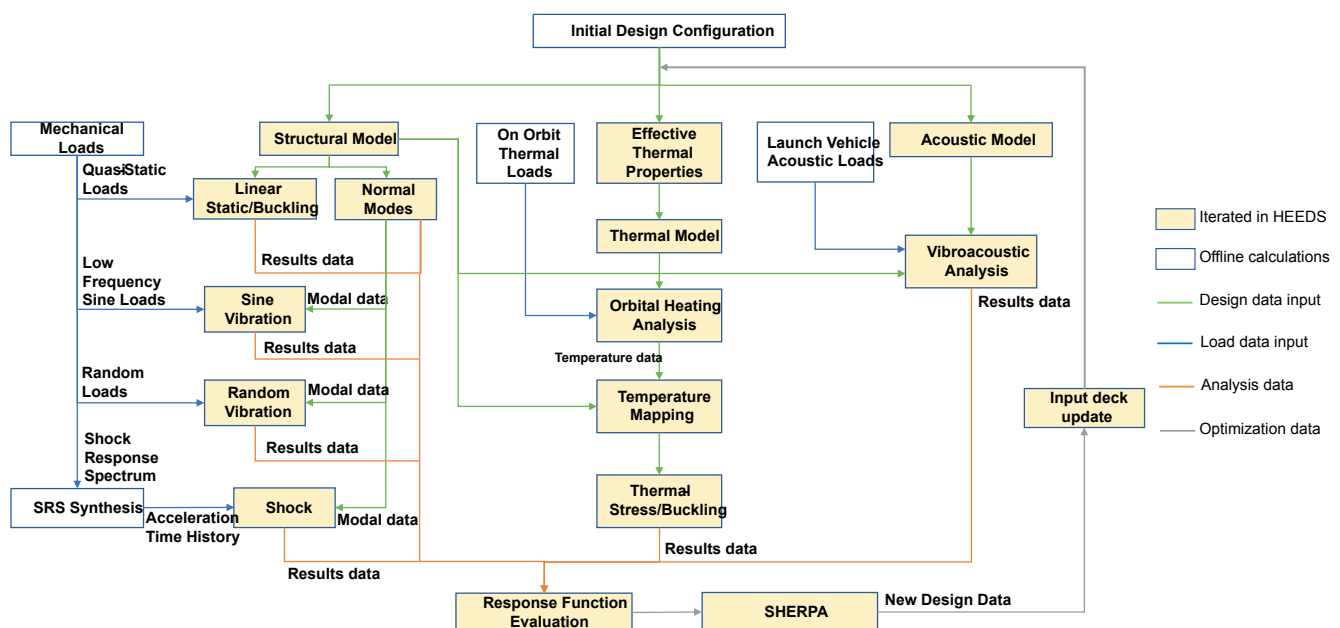 Initial Design Configuration
Mechanical
Loads
Structural Model
On Orbit
Thermal
Loads
Effective
Thermal
Properties
Launch Vehicle
Acoustic Loads
Acoustic Model
Quasi-Static
Loads
Linear
Static/Buckling
Normal
Modes
Thermal Model
Vibroacoustic
Analysis
Iterated in HEEDS
Offline calculations
Design data input
Load data input
Analysis data
Optimization data
Results data
Low
Frequency
Sine Loads
Sine
Vibration
Modal data
Orbital Heating
Analysis
Results data
Results data
Temperature data
Random
Loads
Random
Vibration
Modal data
Temperature
Mapping
Input deck
update
Results data
Shock
Response
Spectrum
SRS Synthesis
Acceleration
Time History
Shock
Modal data
Thermal-
Stress/Buckling
Results data
Results data
Response Function
Evaluation
SHERPA
New Design Data